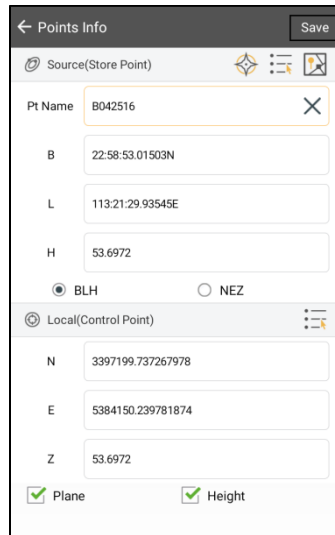 ← Points Info Save
Source(Store Point)
Pt Name B042516
B 22:58:53.01503N
L 113:21:29.93545E
H 53.6972
BLH NEZ
Local(Control Point)
N 3397199.737267978
E 5384150.239781874
Z 53.6972
Plane Height